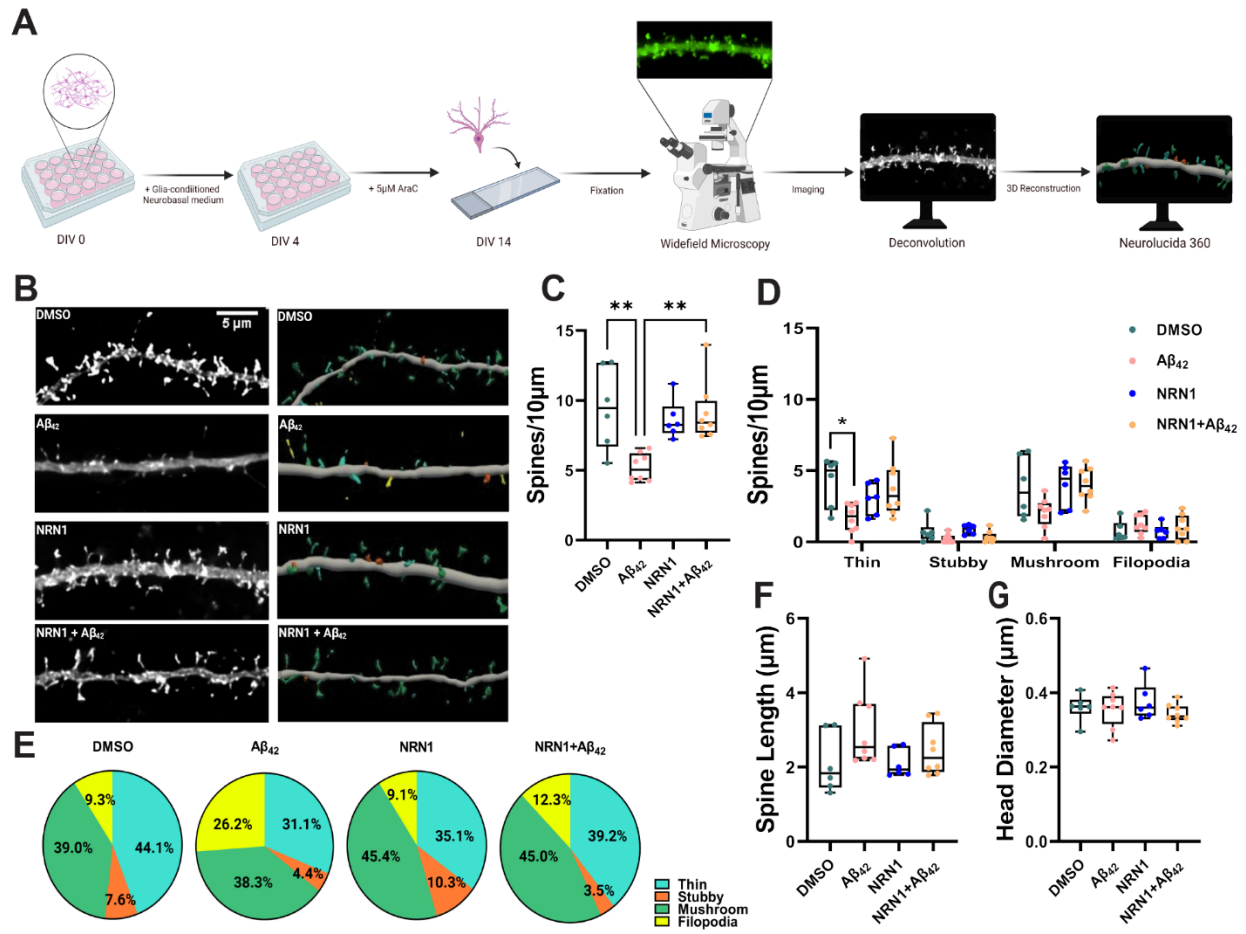 A
+ Glia-condiitioned
Neurobasal medium
+ 5µM AraC
Fixation
Imaging
3D Reconstruction
DIV 0
DIV 4
DIV 14
Widefield Microscopy
Deconvolution
Neurolucida 360
B
DMSO
5 µm
DMSO
Aβ₄₂
Aβ₄₂
NRN1
NRN1
NRN1 + Aβ₄₂
NRN1 + Aβ₄₂
C
** **
Spines/10µm
15
10
5
0
DMSO
Aβ₄₂
NRN1
NRN1+Aβ₄₂
D
Spines/10µm
15
10
5
0
*
Thin
Stubby
Mushroom
Filopodia
DMSO
Aβ₄₂
NRN1
NRN1+Aβ₄₂
E
DMSO
9.3%
44.1%
39.0%
7.6%
Aβ₄₂
26.2%
31.1%
4.4%
38.3%
NRN1
9.1%
35.1%
45.4%
10.3%
NRN1+Aβ₄₂
12.3%
39.2%
45.0%
3.5%
Thin
Stubby
Mushroom
Filopodia
F
Spine Length (µm)
6
4
2
0
DMSO
Aβ₄₂
NRN1
NRN1+Aβ₄₂
G
Head Diameter (µm)
0.6
0.4
0.2
0.0
DMSO
Aβ₄₂
NRN1
NRN1+Aβ₄₂